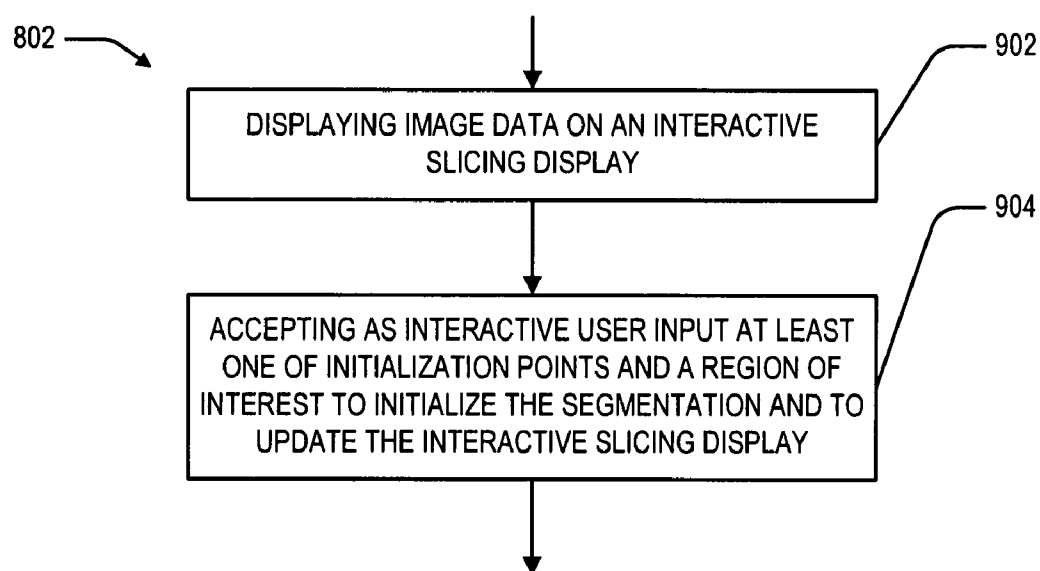 802
902
DISPLAYING IMAGE DATA ON AN INTERACTIVE
SLICING DISPLAY
904
ACCEPTING AS INTERACTIVE USER INPUT AT LEAST
ONE OF INITIALIZATION POINTS AND A REGION OF
INTEREST TO INITIALIZE THE SEGMENTATION AND TO
UPDATE THE INTERACTIVE SLICING DISPLAY